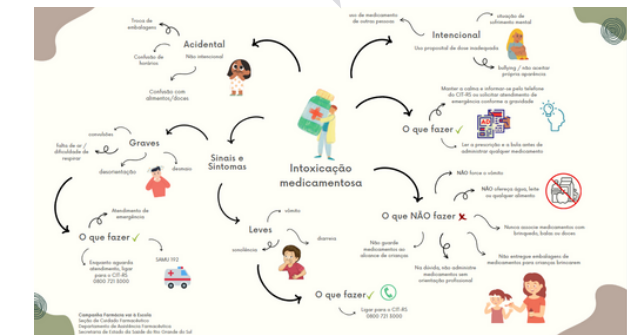 Troca de
embalagens
Acidental
Não intencional
Confusão de
horários
Confusão com
alimentos/doces
uso de medicamento
de outras pessoas
situação de
sofrimento mental
Intencional
Uso proposital de dose inadequada
bullying / não aceitar
própria aparência
Manter a calma e informar-se pelo telefone
do CIT-RS ou solicitar atendimento de
emergência conforme a gravidade
O que fazer
Ler a prescrição e a bula antes de
administrar qualquer medicamento
Intoxicação
medicamentosa
Sinais e
Sintomas
convulsões
Graves
falta de ar /
dificuldade de
respirar
desorientação
desmaio
Atendimento de
emergência
O que fazer
Enquanto aguarda
atendimento, ligue
para o CIT-RS
0800 721 3000
SAMU 192
vômito
Leves
sonolência
diarreia
O que fazer
Ligue para o CIT-RS
0800 721 3000
NÃO force o vômito
NÃO ofereça água, leite
ou qualquer alimento
O que NÃO fazer
Nunca associe medicamentos com
brinquedo, balas ou doces
Não guarde
medicamentos ao
alcance de crianças
Na dúvida, não administre
medicamentos sem
orientação profissional
Não entregue embalagem de
medicamentos para crianças brincarem
Campanha Farmácia vai à Escola
Seção de Cuidado Farmacêutico
Departamento de Assistência Farmacêutica
Secretaria de Estado da Saúde do Rio Grande do Sul